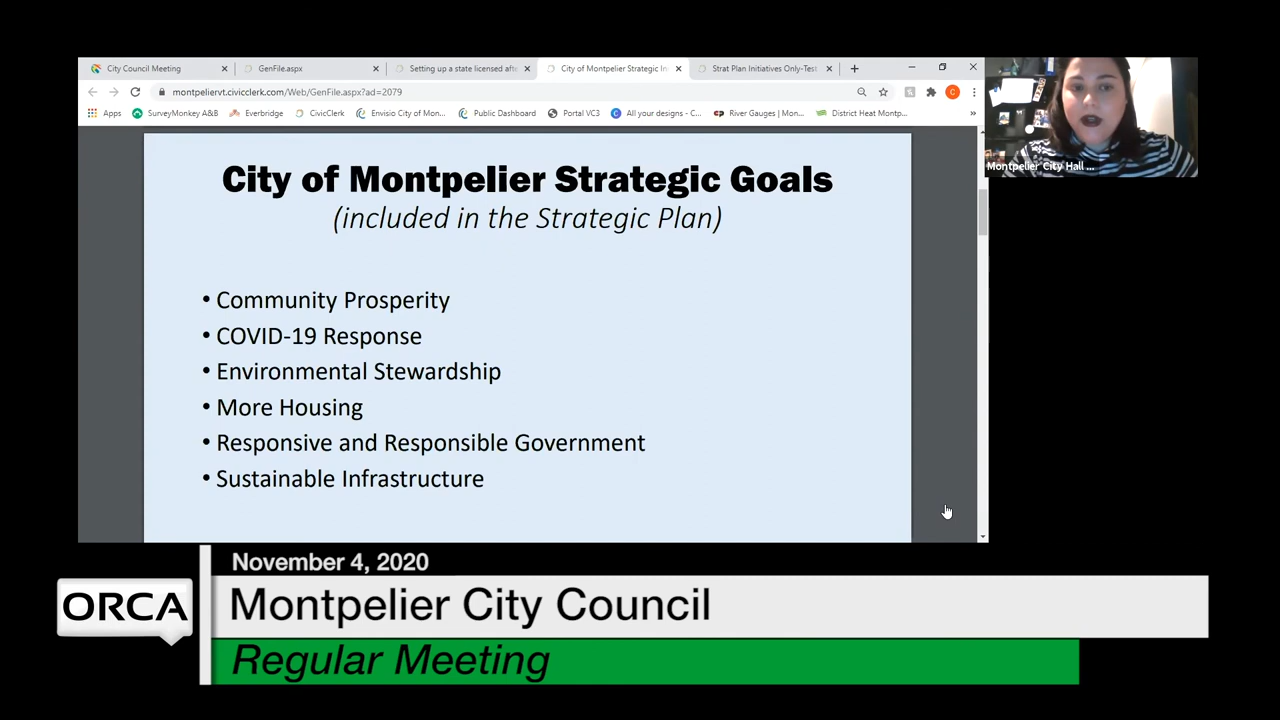 City Council Meeting
GenFile.aspx
Setting up a state licensed afte
City of Montpelier Strategic In
Strat Plan Initiatives Only-Test
montpeliervt.civicclerk.com/Web/GenFile.aspx?ad=2079
C
Apps
SurveyMonkey A&B
Everbridge
CivicClerk
Envisio City of Mon...
Public Dashboard
Portal VC3
All your designs - C...
River Gauges | Mon...
District Heat Montp...
»
Montpelier City Hall ...
City of Montpelier Strategic Goals
(included in the Strategic Plan)
• Community Prosperity
• COVID-19 Response
• Environmental Stewardship
• More Housing
• Responsive and Responsible Government
• Sustainable Infrastructure
November 4, 2020
ORCA
Montpelier City Council
Regular Meeting